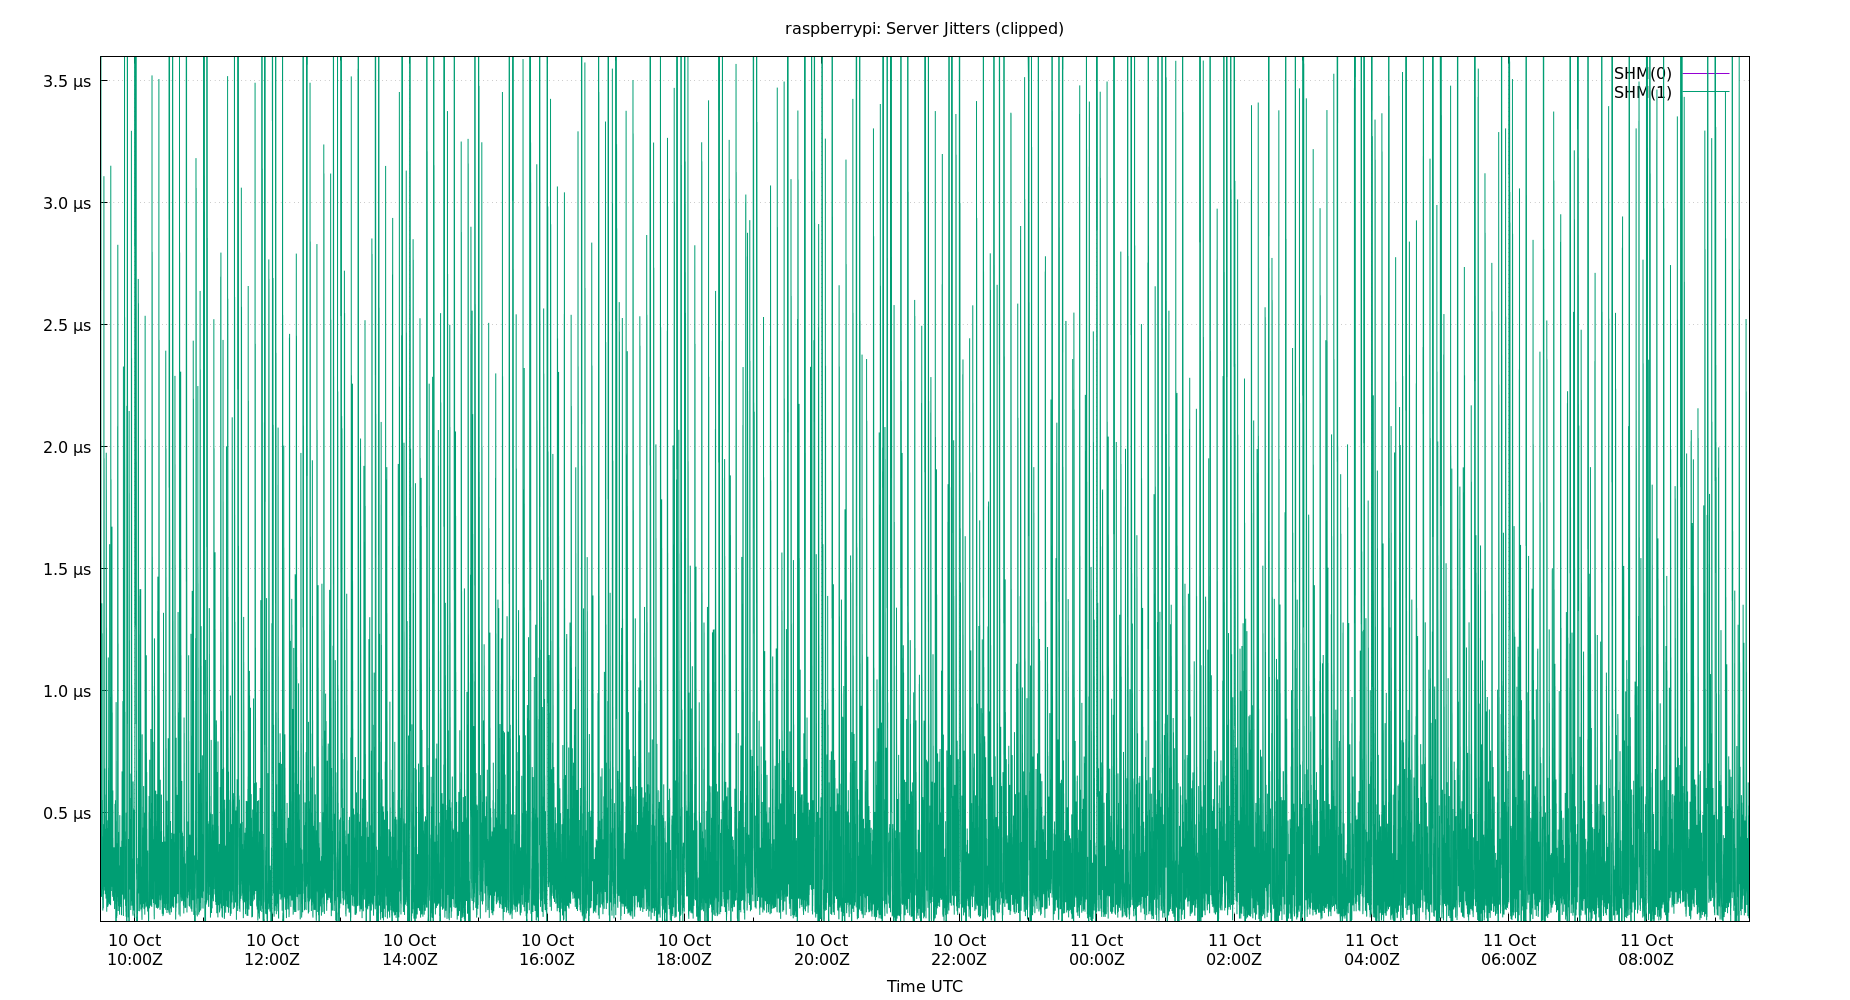 raspberrypi: Server Jitters (clipped)
SHM(0)
SHM(1)
3.5 µs
3.0 µs
2.5 µs
2.0 µs
1.5 µs
1.0 µs
0.5 µs
10 Oct 10 Oct 10 Oct 10 Oct 10 Oct 10 Oct 10 Oct 11 Oct 11 Oct 11 Oct 11 Oct 11 Oct
10:00Z 12:00Z 14:00Z 16:00Z 18:00Z 20:00Z 22:00Z 00:00Z 02:00Z 04:00Z 06:00Z 08:00Z
Time UTC